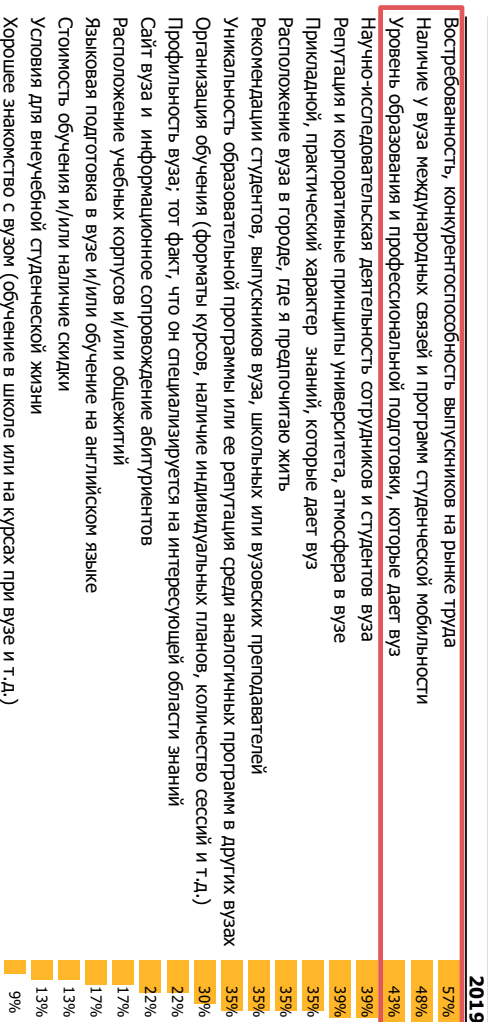 2019
Востребованность, конкурентоспособность выпускников на рынке труда 57%
Наличие у вуза международных связей и программ студенческой мобильности 48%
Уровень образования и профессиональной подготовки, которые дает вуз 43%
Научно-исследовательская деятельность сотрудников и студентов вуза 39%
Репутация и корпоративные принципы университета, атмосфера в вузе 39%
Прикладной, практический характер знаний, которые дает вуз 35%
Расположение вуза в городе, где я предпочитаю жить 35%
Рекомендации студентов, выпускников вуза, школьных или вузовских преподавателей 35%
Уникальность образовательной программы или ее репутация среди аналогичных программ в других вузах 35%
Организация обучения (форматы курсов, наличие индивидуальных планов, количество сессий и т.д.) 30%
Профильность вуза; тот факт, что он специализируется на интересующей области знаний 22%
Сайт вуза и информационное сопровождение абитуриентов 22%
Расположение учебных корпусов и/или общежитий 17%
Языковая подготовка в вузе и/или обучение на английском языке 17%
Стоимость обучения и/или наличие скидки 13%
Условия для внеучебной студенческой жизни 13%
Хорошее знакомство с вузом (обучение в школе или на курсах при вузе и т.д.) 9%